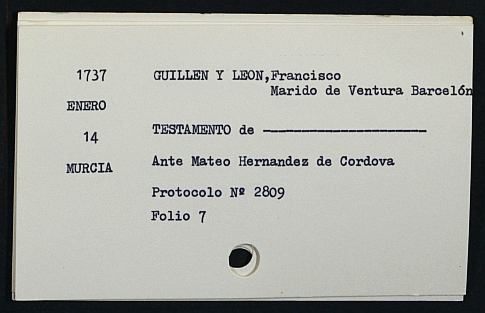 1737 GUILLEN Y LEON,Francisco
Marido de Ventura Barcelón
ENERO
14 TESTAMENTO de ----------------------
MURCIA Ante Mateo Hernandez de Cordova
Protocolo Nº 2809
Folio 7